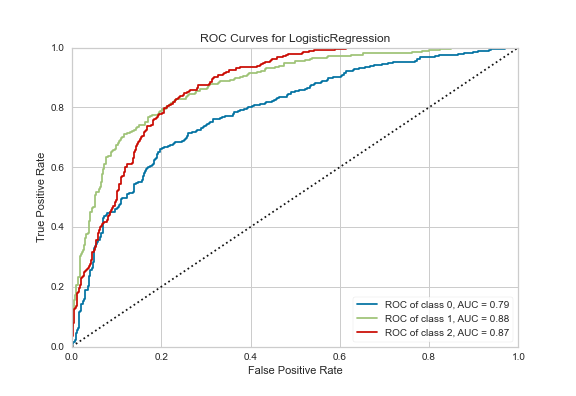 ROC Curves for LogisticRegression
1.0
0.8
0.6
0.4
0.2
0.0
True Positive Rate
ROC of class 0, AUC = 0.79
ROC of class 1, AUC = 0.88
ROC of class 2, AUC = 0.87
0.0 0.2 0.4 0.6 0.8 1.0
False Positive Rate